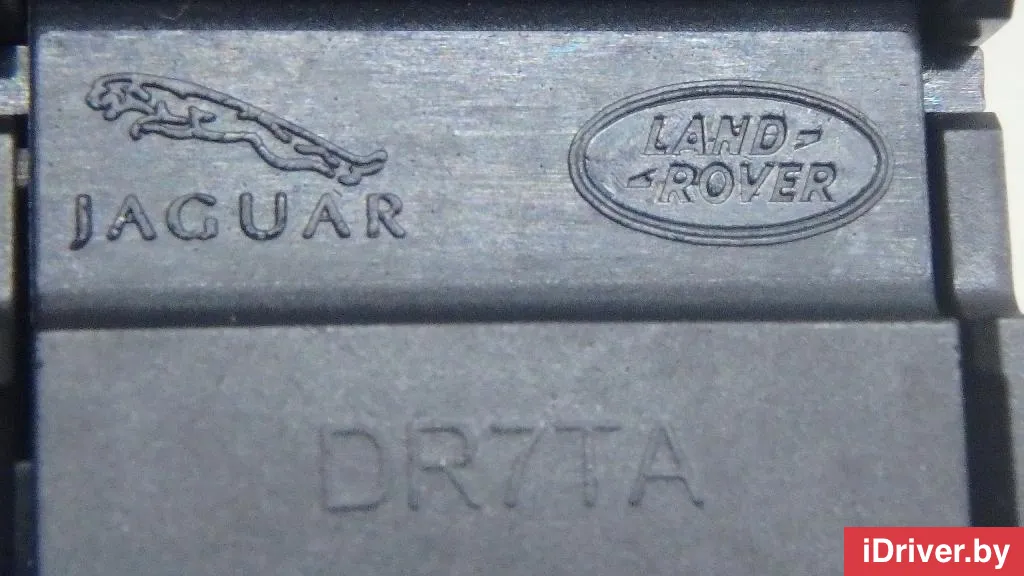 JAGUAR
LAND-
-ROVER
DR7TA
iDriver.by